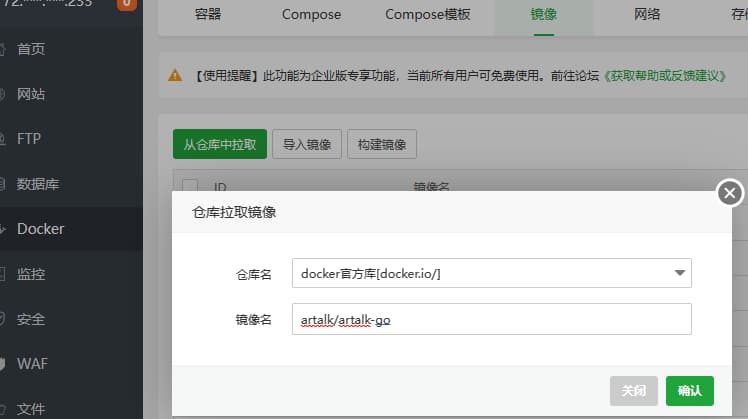 72.***.***.233
0
容器
Compose
Compose模板
镜像
网络
首页
【使用提醒】此功能为企业版专享功能，当前所有用户可免费使用。前往论坛《获取帮助或反馈建议》
网站
FTP
从仓库中拉取
导入镜像
构建镜像
数据库
ID
镜像名
Docker
仓库拉取镜像
监控
仓库名
docker官方库[docker.io/]
安全
镜像名
artalk/artalk-go
WAF
关闭
确认
文件